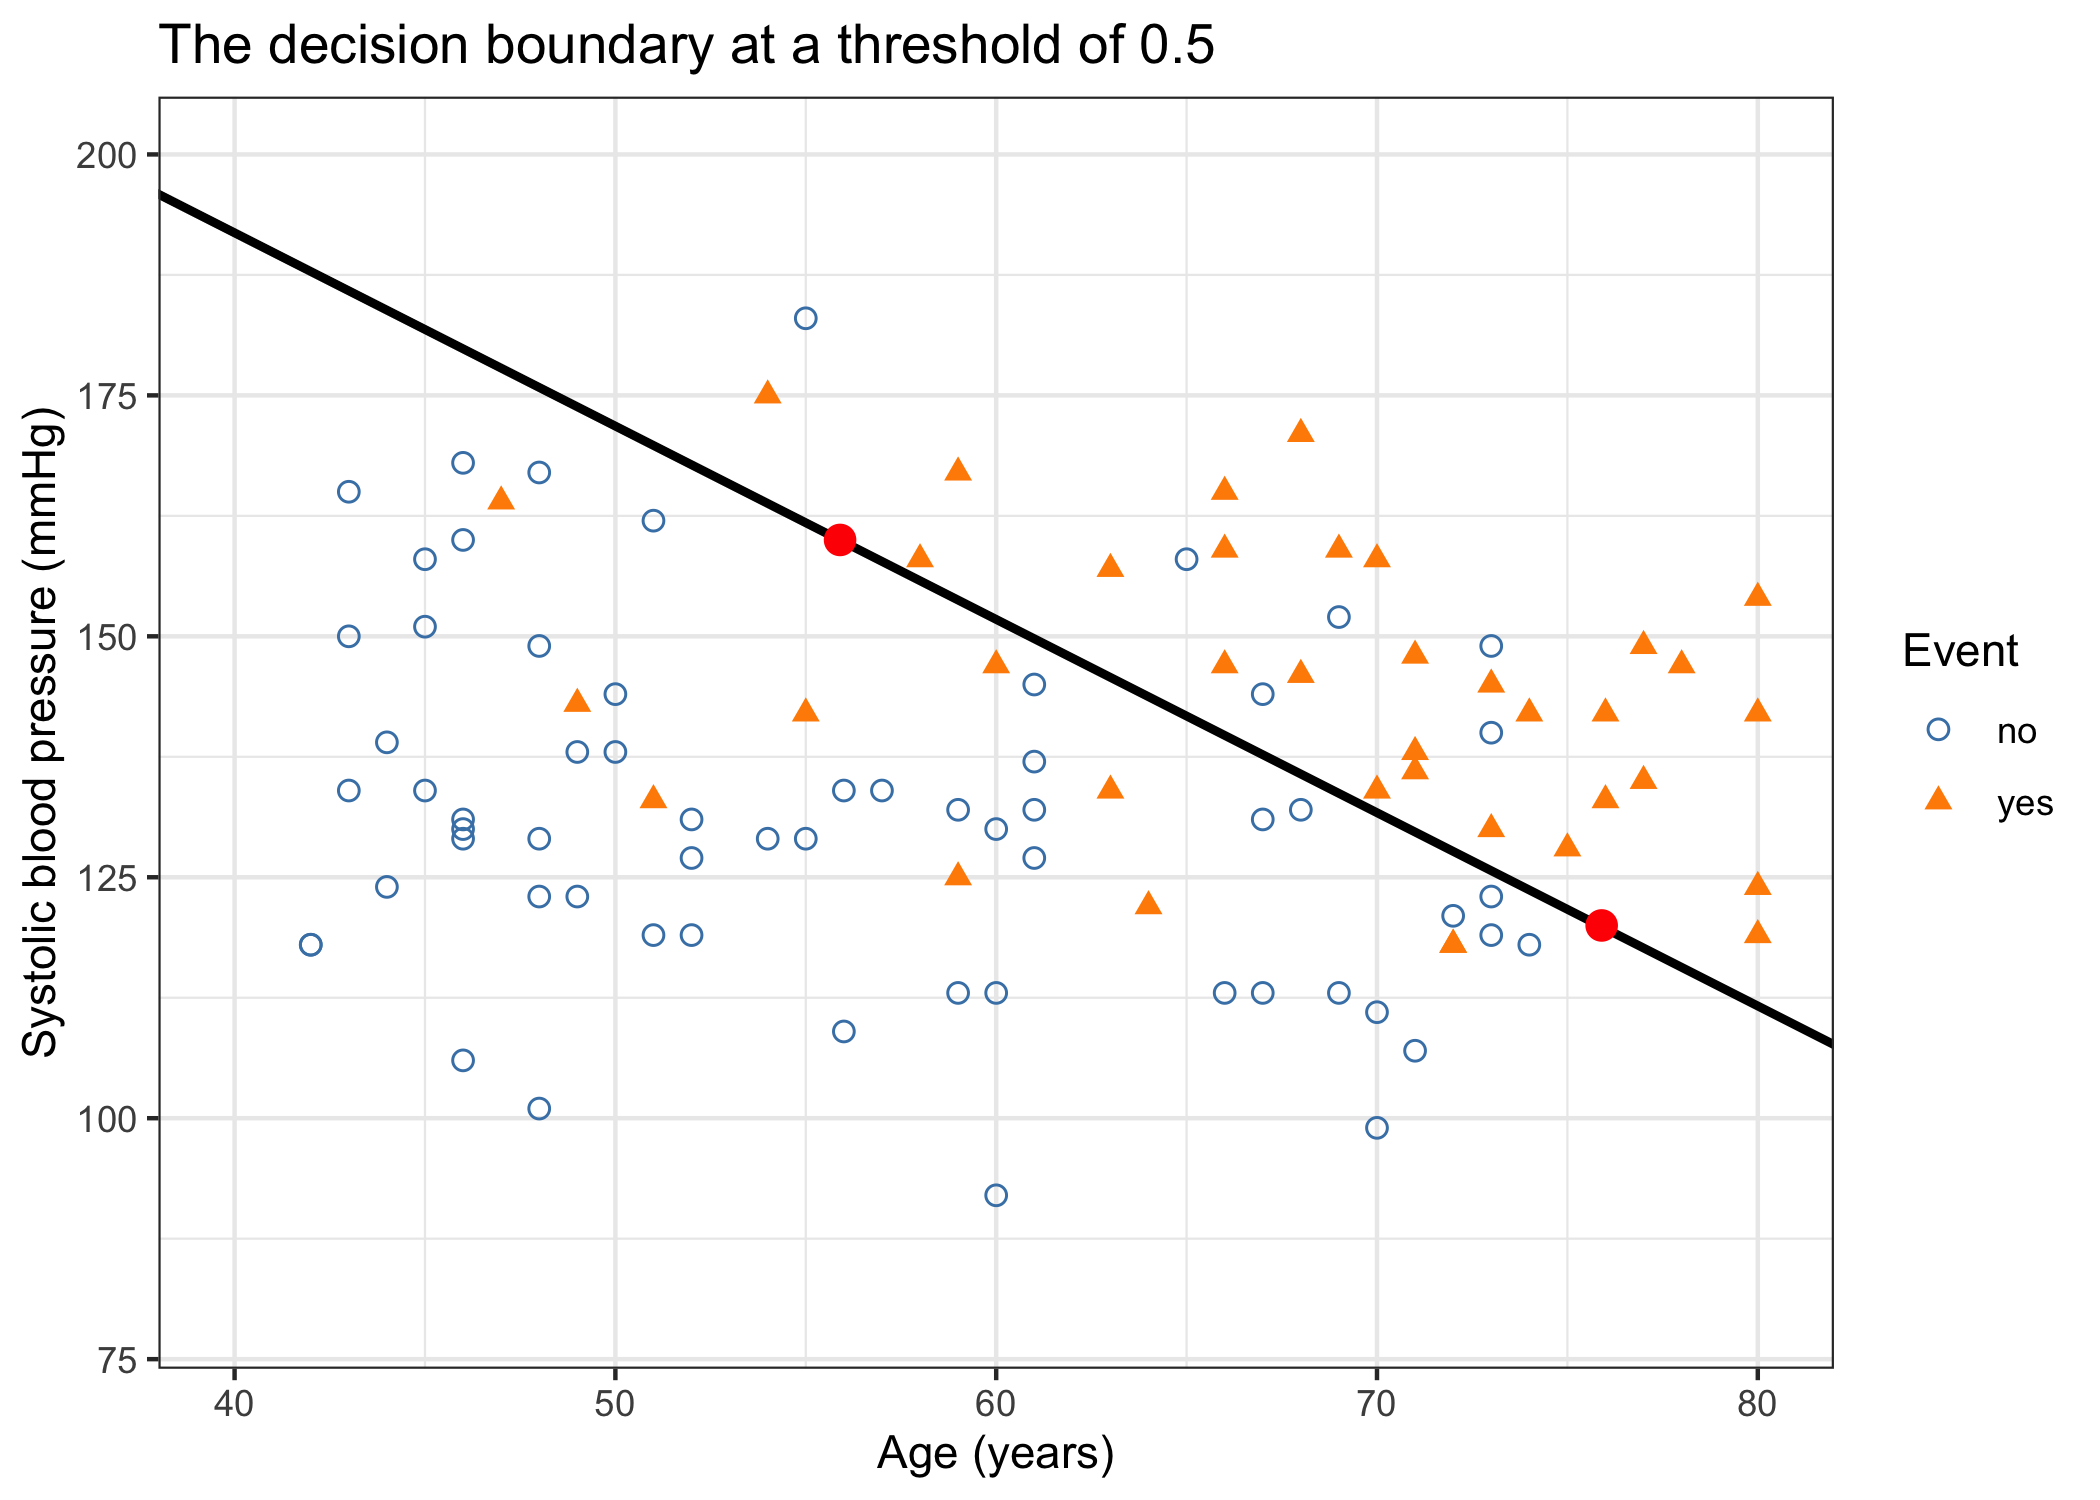 The decision boundary at a threshold of 0.5
200
175
150
125
100
75
Systolic blood pressure (mmHg)
40 50 60 70 80
Age (years)
Event
no
yes